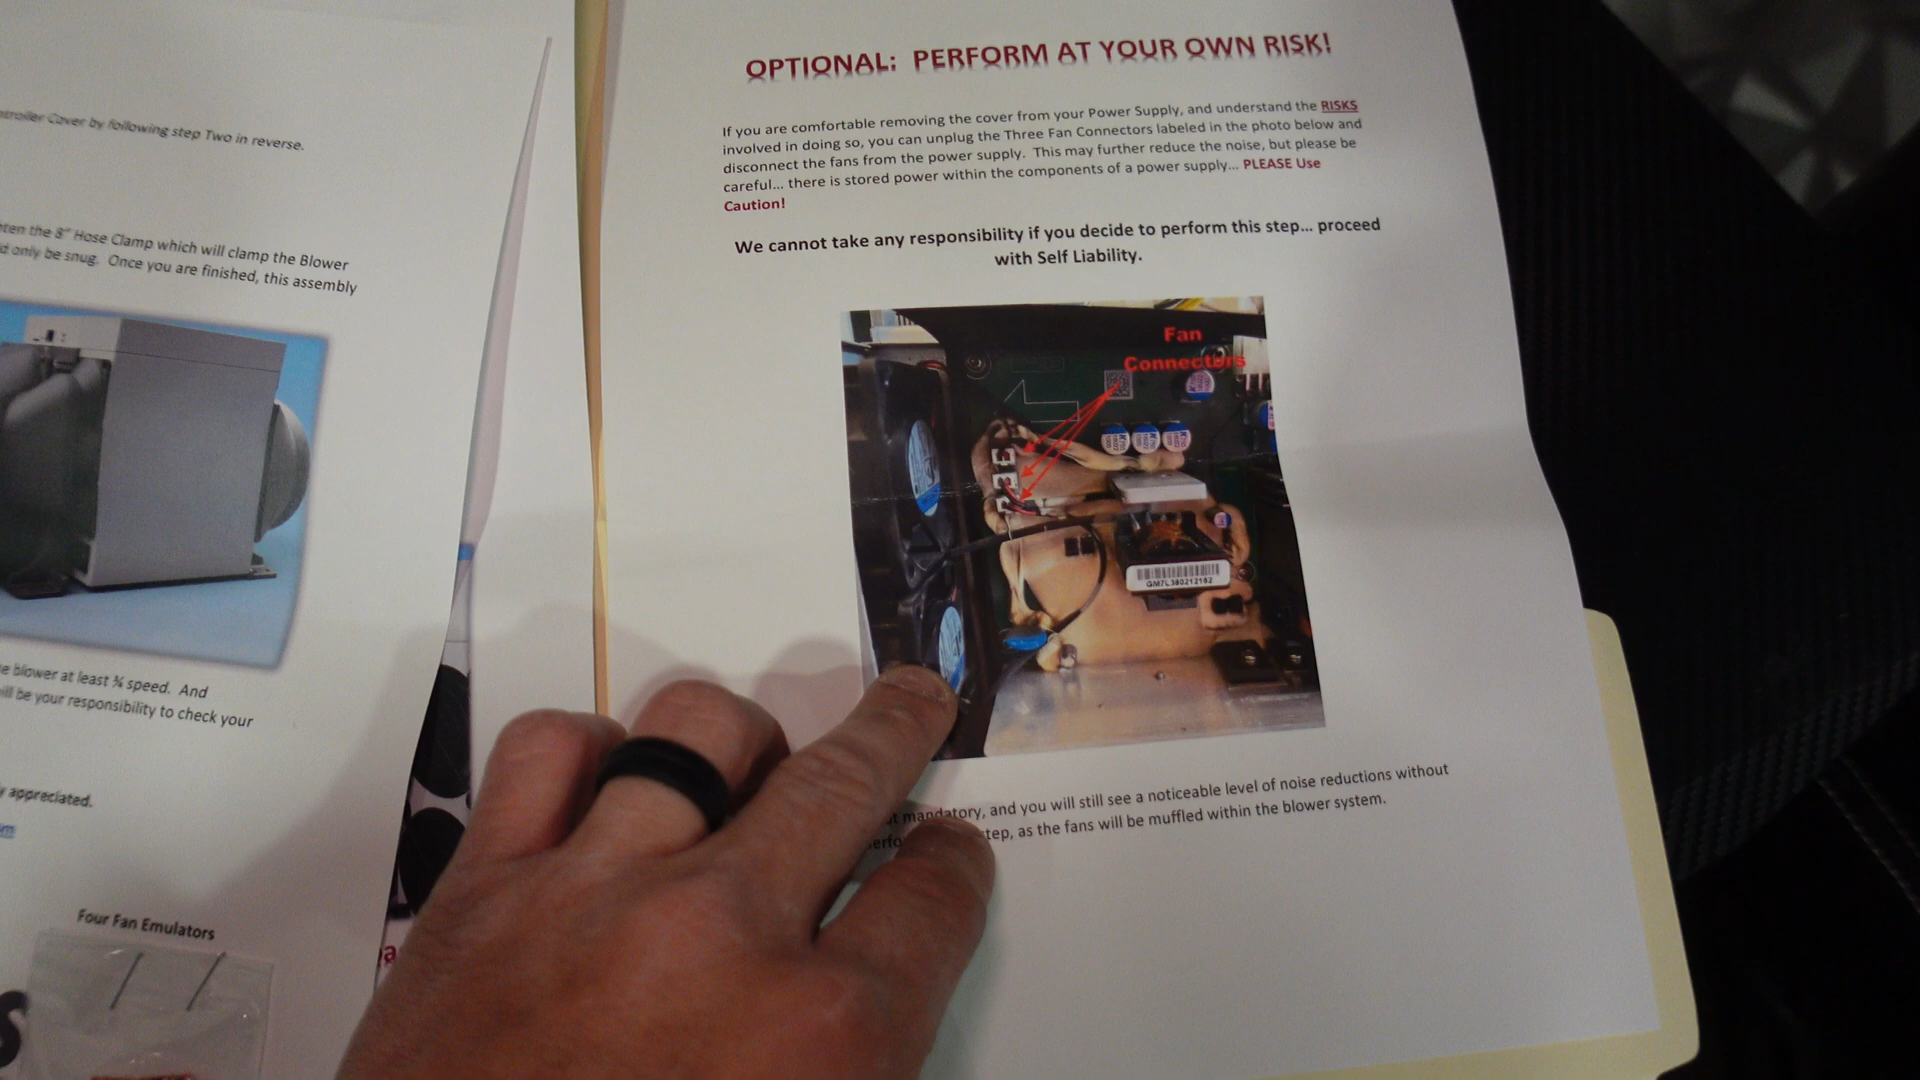 ntroller Cover by following step Two in reverse.
ten the 8" Hose Clamp which will clamp the Blower
d only be snug. Once you are finished, this assembly
e blower at least ¾ speed. And
ill be your responsibility to check your
y appreciated.
Four Fan Emulators
OPTIONAL: PERFORM AT YOUR OWN RISK!
If you are comfortable removing the cover from your Power Supply, and understand the RISKS
involved in doing so, you can unplug the Three Fan Connectors labeled in the photo below and
disconnect the fans from the power supply. This may further reduce the noise, but please be
careful... there is stored power within the components of a power supply... PLEASE Use
Caution!
We cannot take any responsibility if you decide to perform this step... proceed
with Self Liability.
Fan
Connectors
GM7L380212162
t mandatory, and you will still see a noticeable level of noise reductions without
erfo tep, as the fans will be muffled within the blower system.